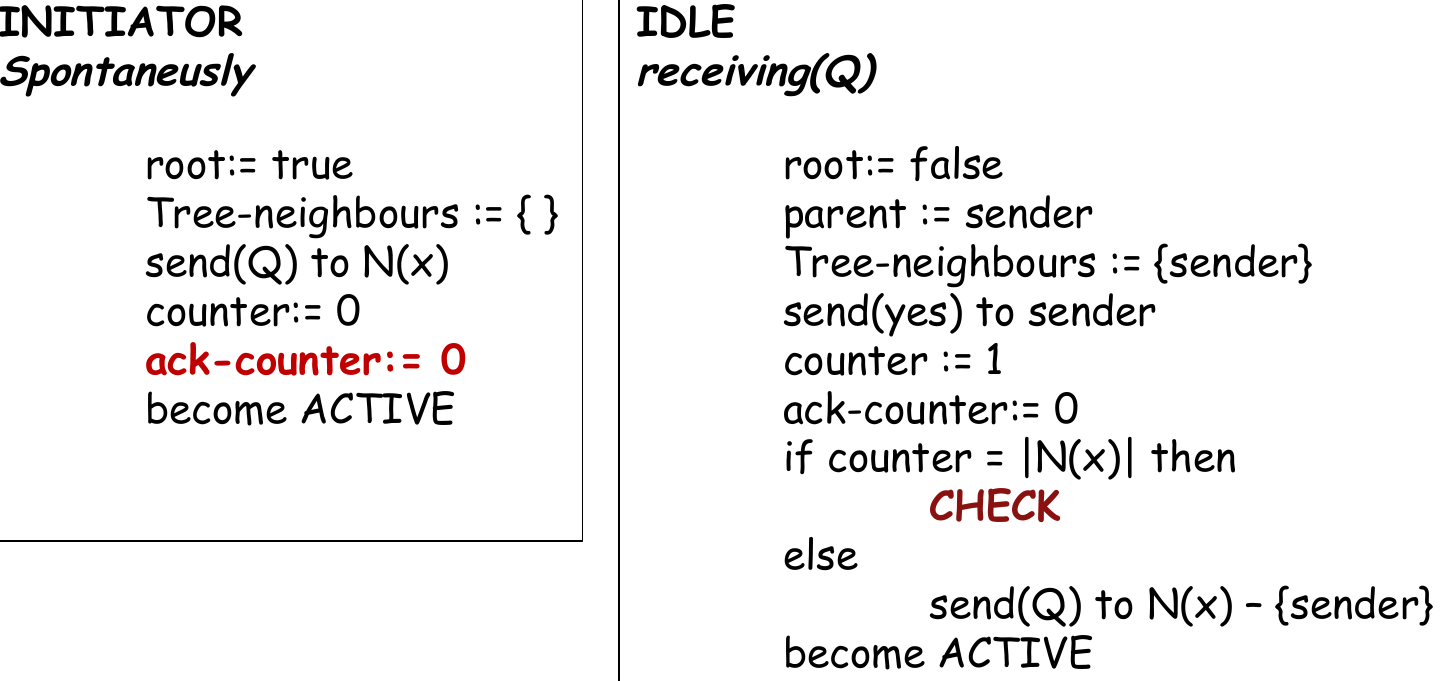 INITIATOR
Spontaneusly
root:= true
Tree-neighbours := { }
send(Q) to N(x)
counter:= 0
ack-counter:= 0
become ACTIVE
IDLE
receiving(Q)
root:= false
parent := sender
Tree-neighbours := {sender}
send(yes) to sender
counter := 1
ack-counter:= 0
if counter = |N(x)| then
CHECK
else
send(Q) to N(x) – {sender}
become ACTIVE